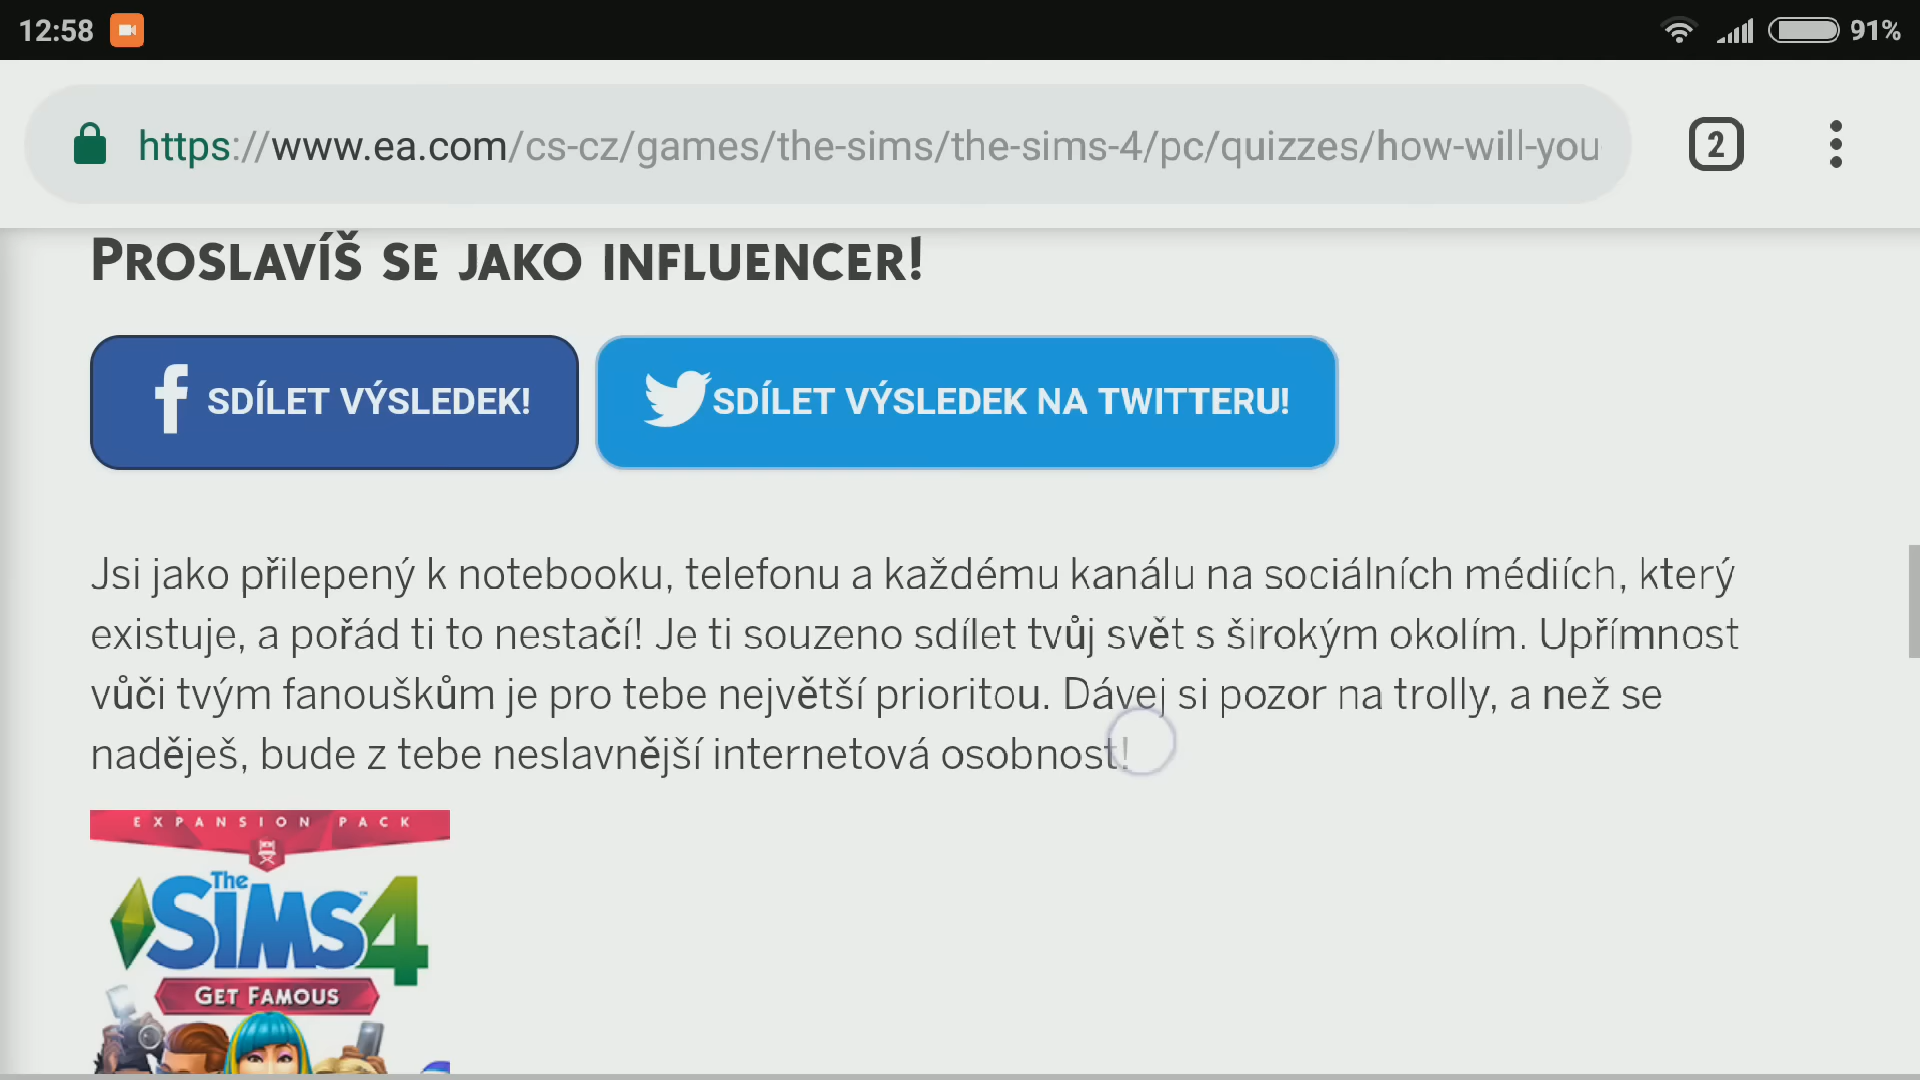 12:58
91%
https://www.ea.com/cs-cz/games/the-sims/the-sims-4/pc/quizzes/how-will-you
2
PROSLAVÍŠ SE JAKO INFLUENCER!
SDÍLET VÝSLEDEK!
SDÍLET VÝSLEDEK NA TWITTERU!
Jsi jako přilepený k notebooku, telefonu a každému kanálu na sociálních médiích, který
existuje, a pořád ti to nestačí! Je ti souzeno sdílet tvůj svět s širokým okolím. Upřímnost
vůči tvým fanouškům je pro tebe největší prioritou. Dávej si pozor na trolly, a než se
naděješ, bude z tebe neslavnější internetová osobnost!
EXPANSION PACK
The
SIMS 4
GET FAMOUS